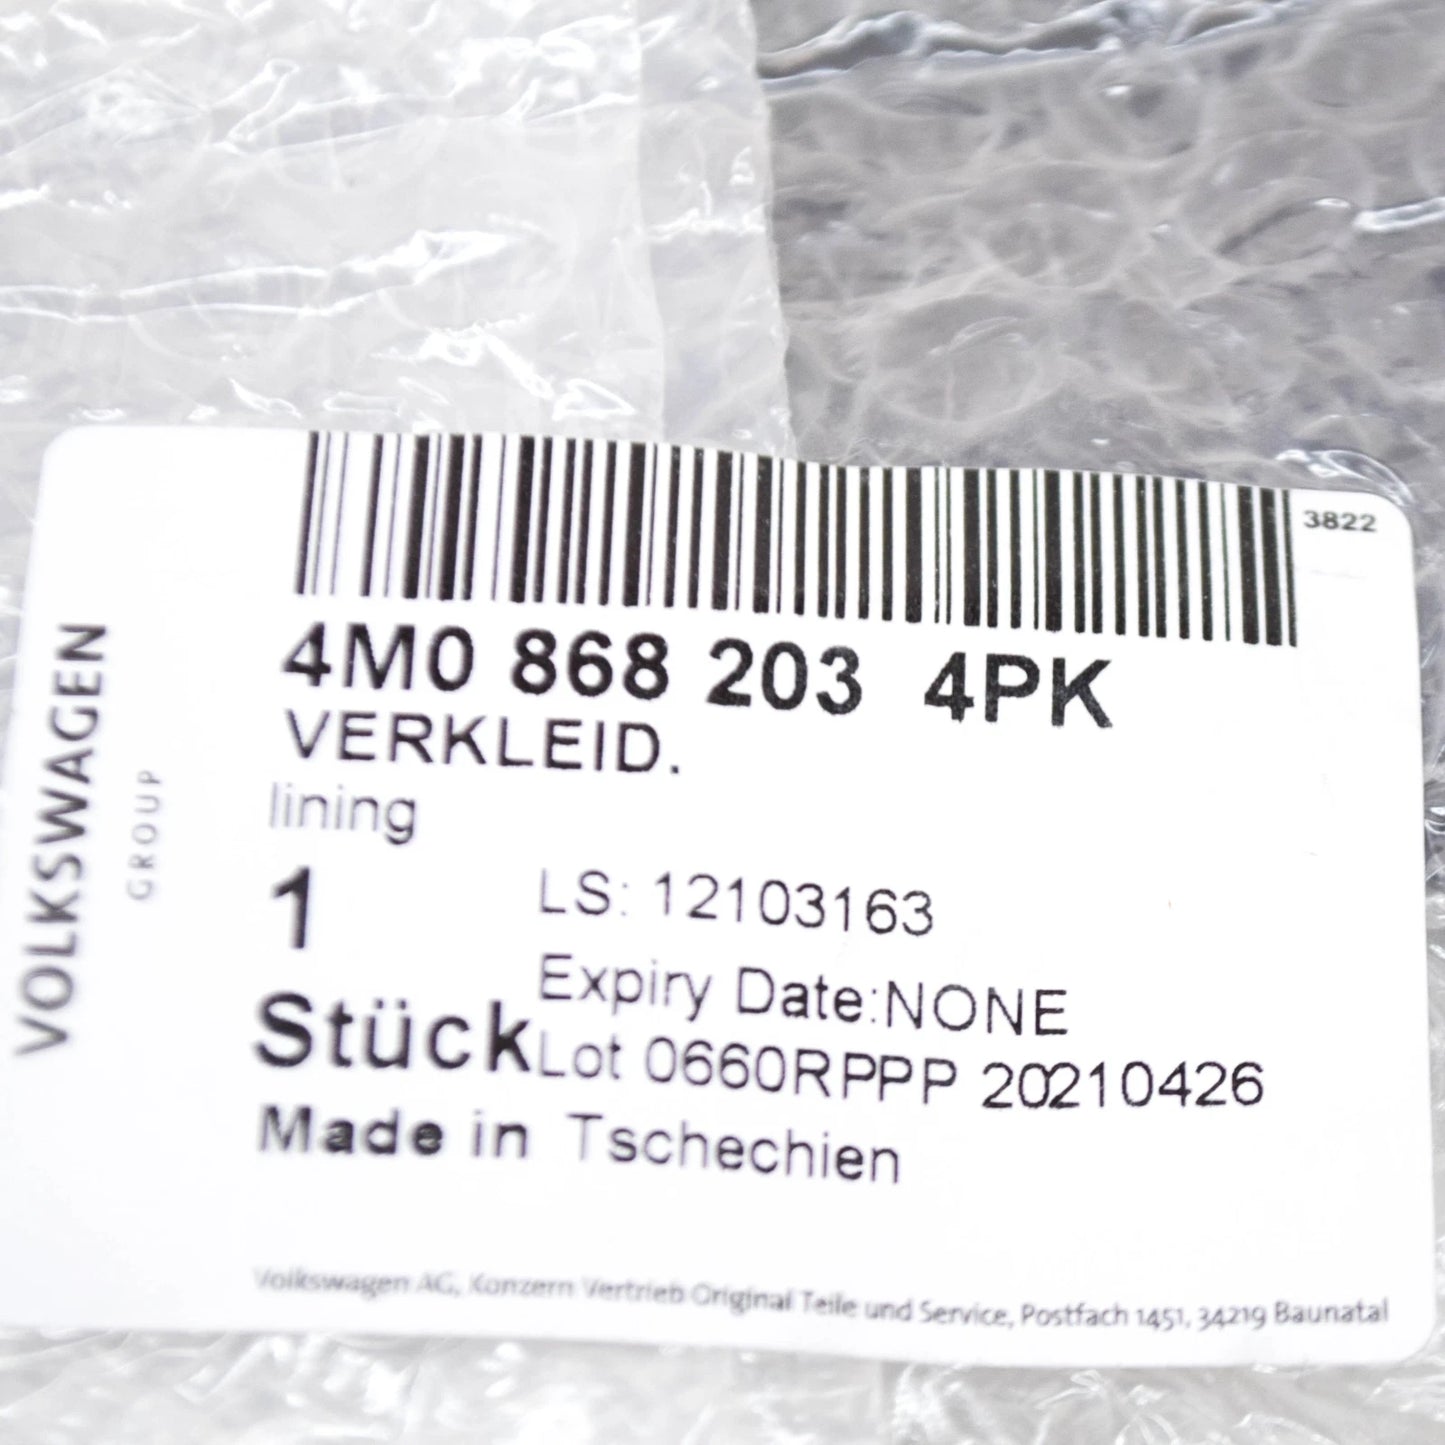 3822
4M0 868 203 4PK
VERKLEID.
lining
1
LS: 12103163
Expiry Date:NONE
Stück
Lot 0660RPPP 20210426
Made in Tschechien
Volkswagen AG, Konzern Vertrieb Original Teile und Service, Postfach 1451, 34219 Baunatal
VOLKSWAGEN
GROUP